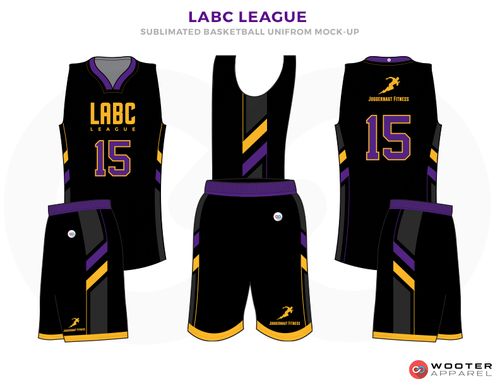 LABC LEAGUE
SUBLIMATED BASKETBALL UNIFROM MOCK-UP
LABC
LEAGUE
15
JUGGERNAUT FITNESS
15
JUGGERNAUT FITNESS
JUGGERNAUT FITNESS
WOOTER
APPAREL